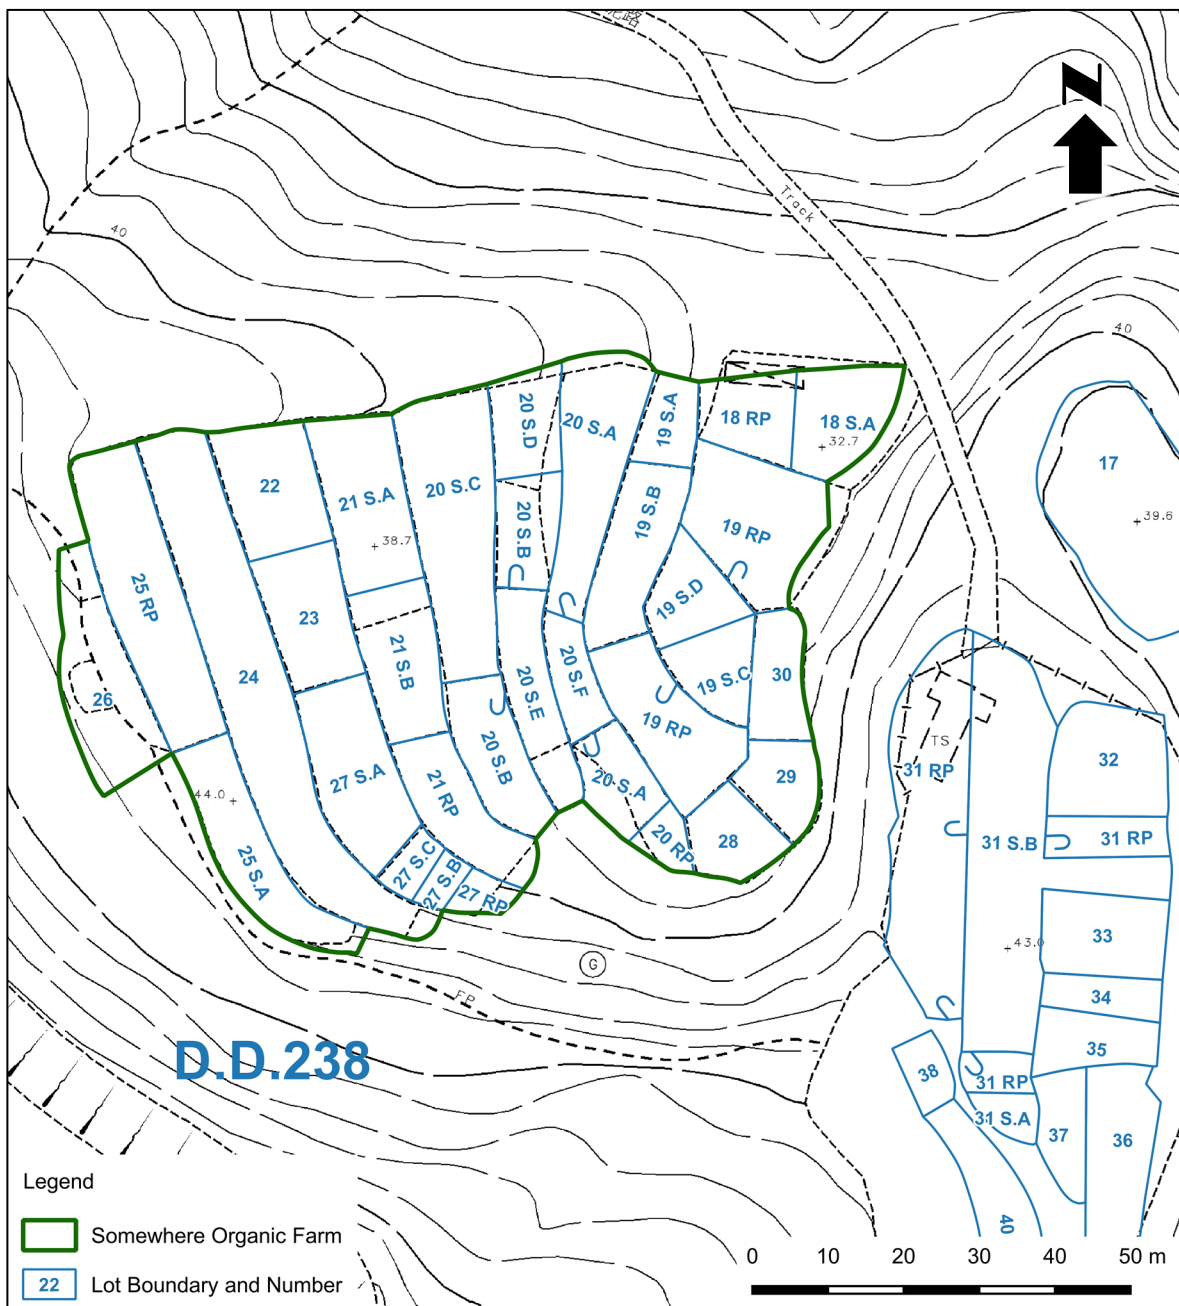 路
N
Track
40
40
18 RP
18 S.A
32.7
19 S.A
20 S.A
20 S.D
20 S.C
21 S.A
22
17
39.6
19 S.B
19 RP
20 S.B
38.7
25 RP
23
19 S.D
21 S.B
20 S.F
20 S.E
19 S.C
30
24
26
19 RP
20 S.B
TS
31 RP
32
27 S.A
20 S.A
29
21 RP
44.0
20 RP
28
31 S.B
31 RP
27 S.C
27 S.B
27 RP
25 S.A
33
43.0
G
FP
34
35
D.D.238
38
31 RP
31 S.A
37
36
40
Legend
Somewhere Organic Farm
22 Lot Boundary and Number
0 10 20 30 40 50 m